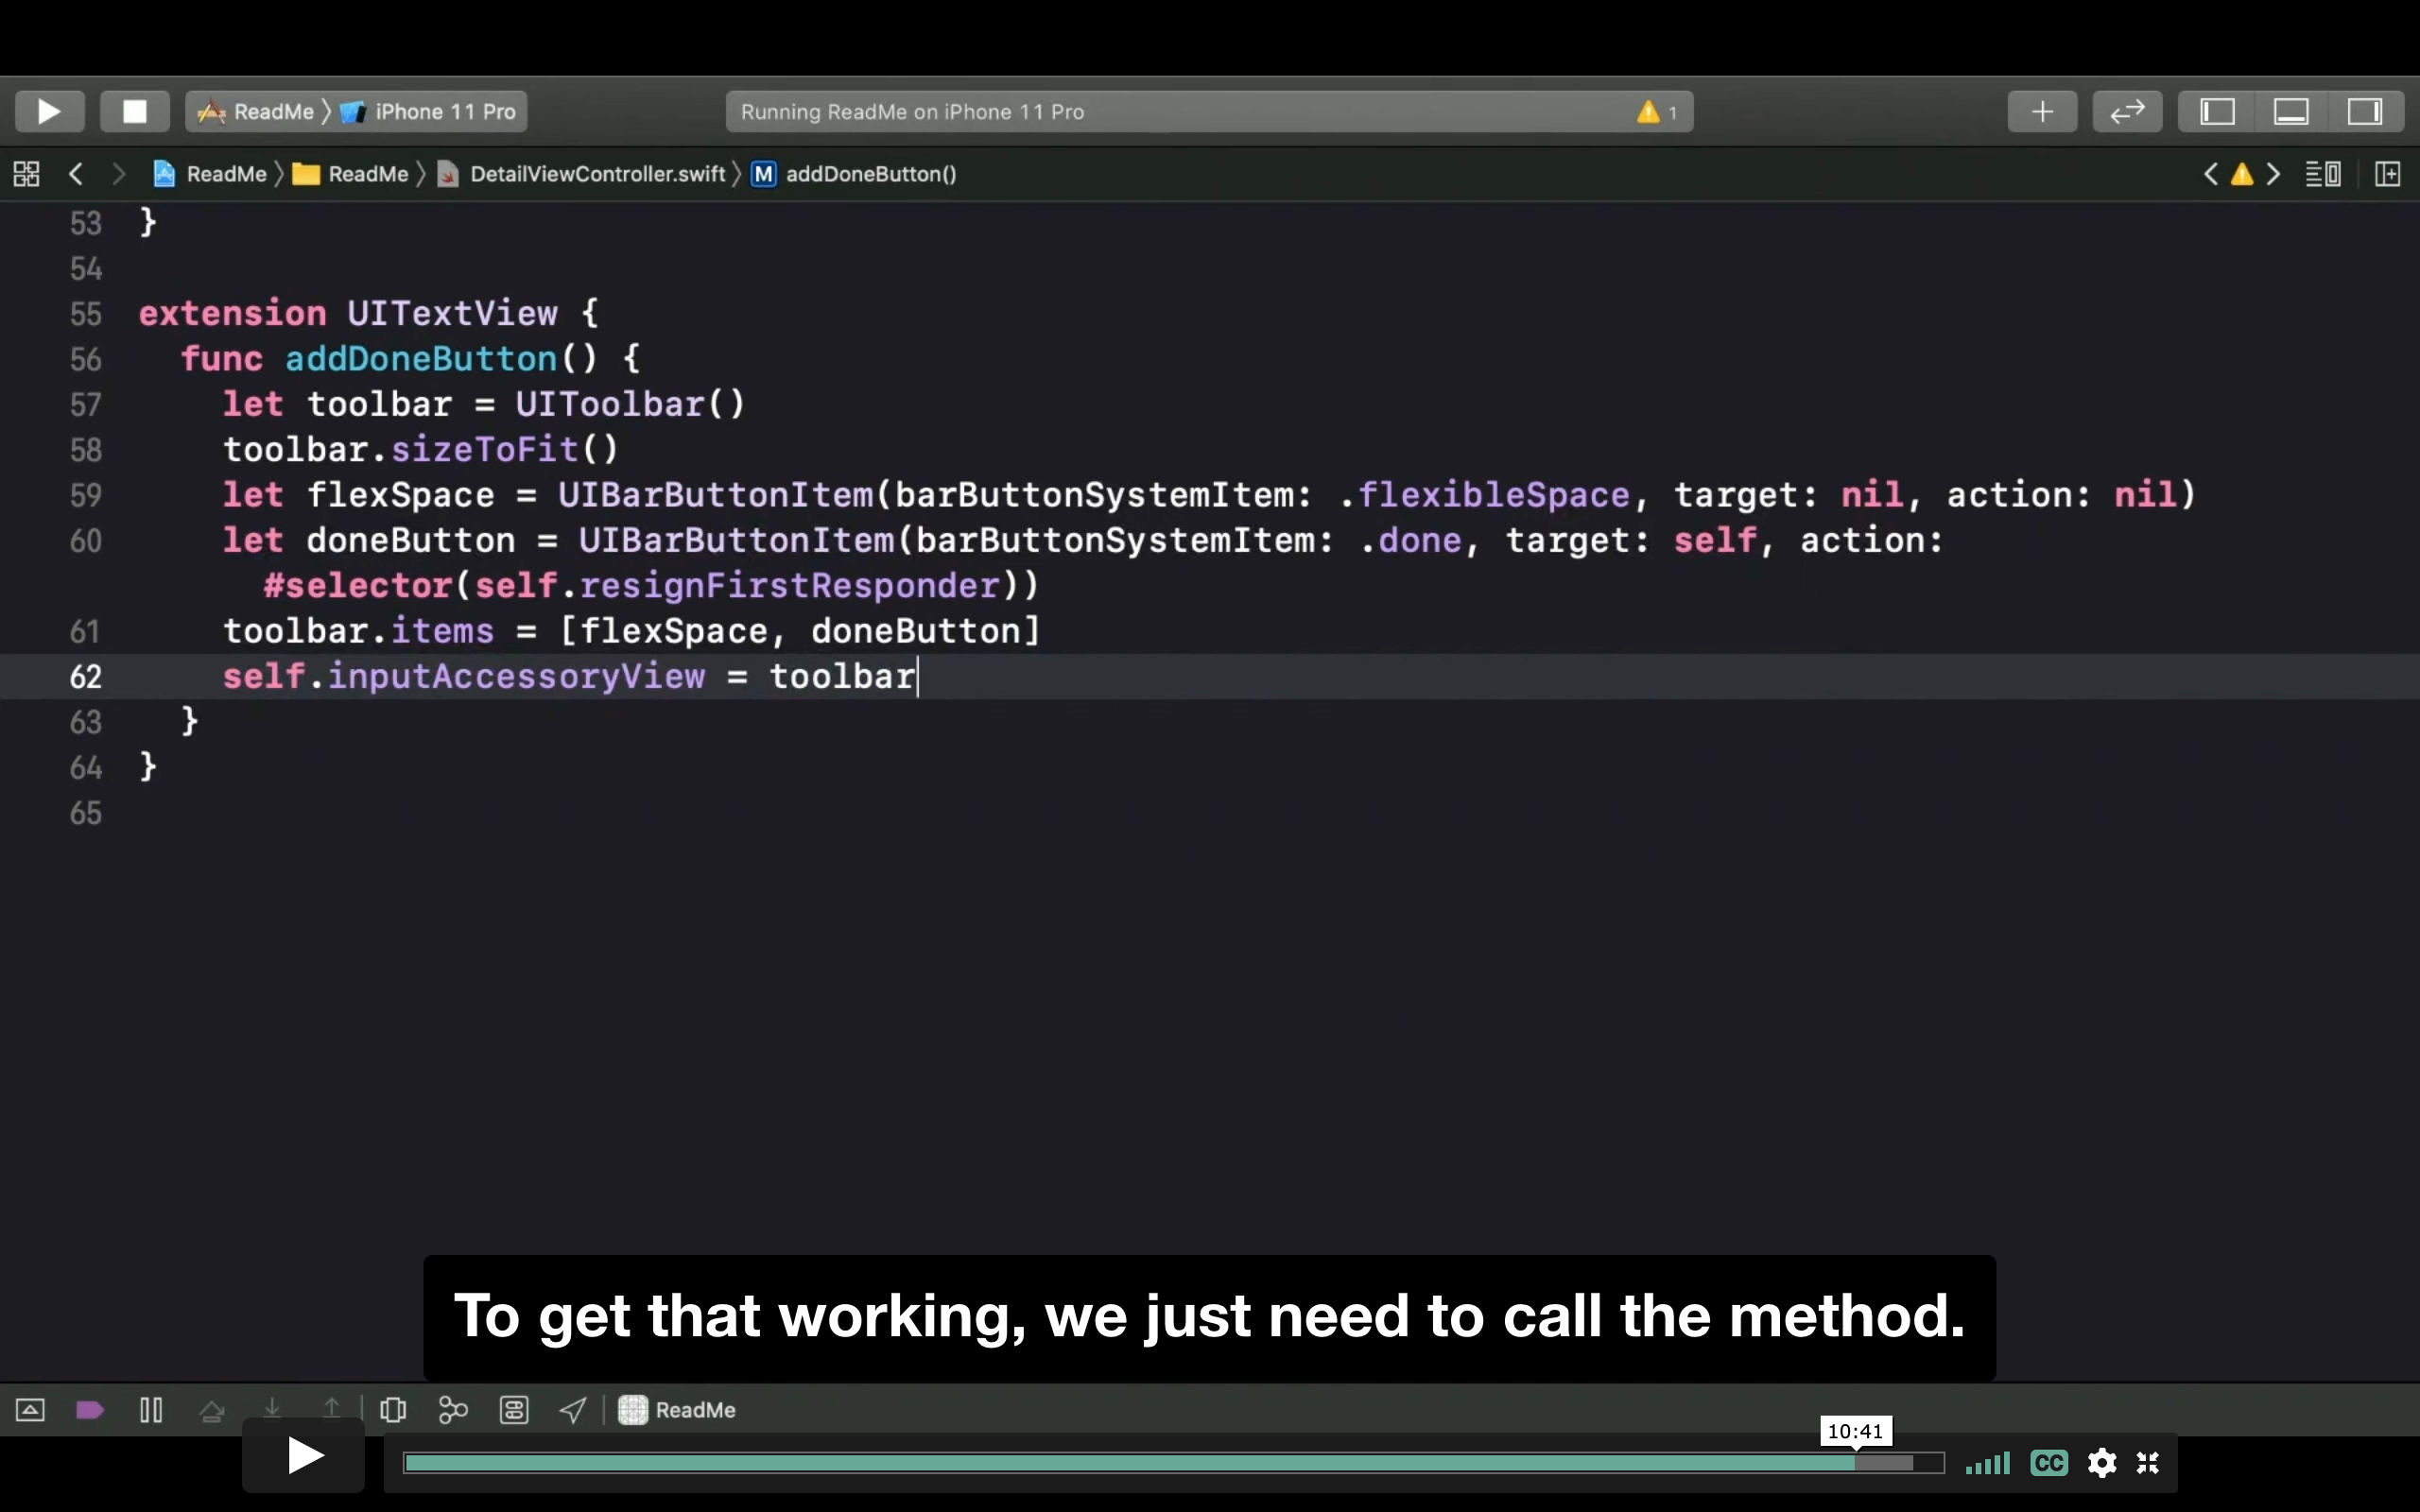 ReadMe 〉 iPhone 11 Pro
Running ReadMe on iPhone 11 Pro
1
ReadMe 〉 ReadMe 〉 DetailViewController.swift 〉 M addDoneButton()
53 }
54
55 extension UITextView {
56 func addDoneButton() {
57 let toolbar = UIToolbar()
58 toolbar.sizeToFit()
59 let flexSpace = UIBarButtonItem(barButtonSystemItem: .flexibleSpace, target: nil, action: nil)
60 let doneButton = UIBarButtonItem(barButtonSystemItem: .done, target: self, action:
#selector(self.resignFirstResponder))
61 toolbar.items = [flexSpace, doneButton]
62 self.inputAccessoryView = toolbar
63 }
64 }
65
To get that working, we just need to call the method.
ReadMe
10:41
CC